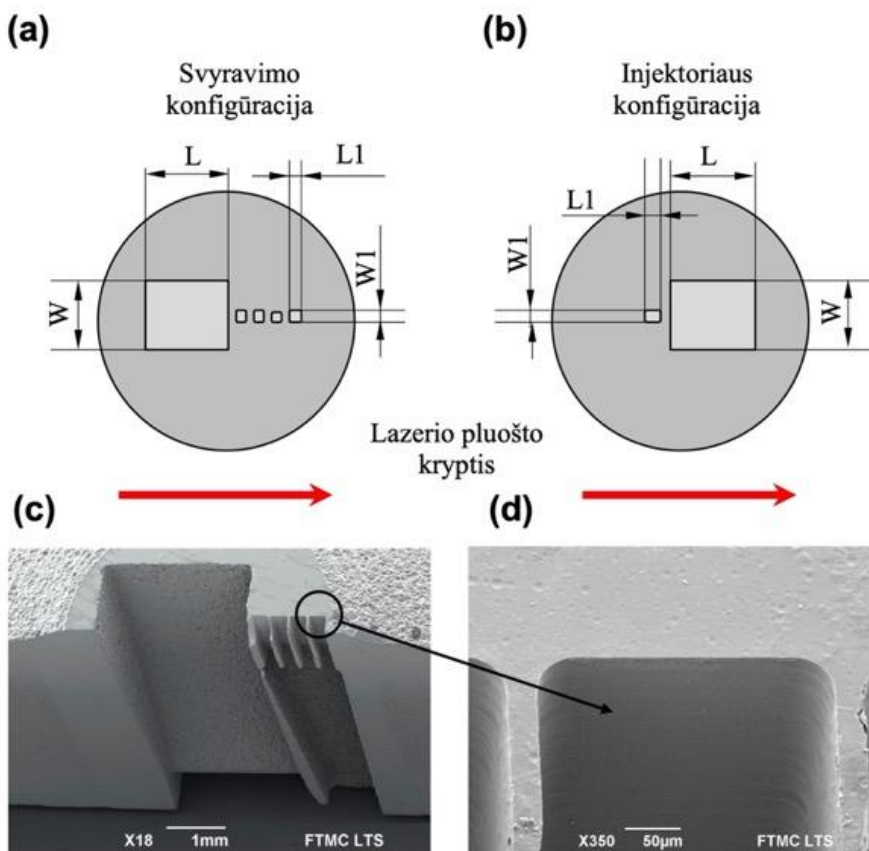 (a)
Svyravimo
konfigūracija
L
L1
W
W1
(b)
Injektoriaus
konfigūracija
L
L1
W1
W
Lazerio pluošto
kryptis
(c)
X18 1mm FTMC LTS
(d)
X350 50µm FTMC LTS